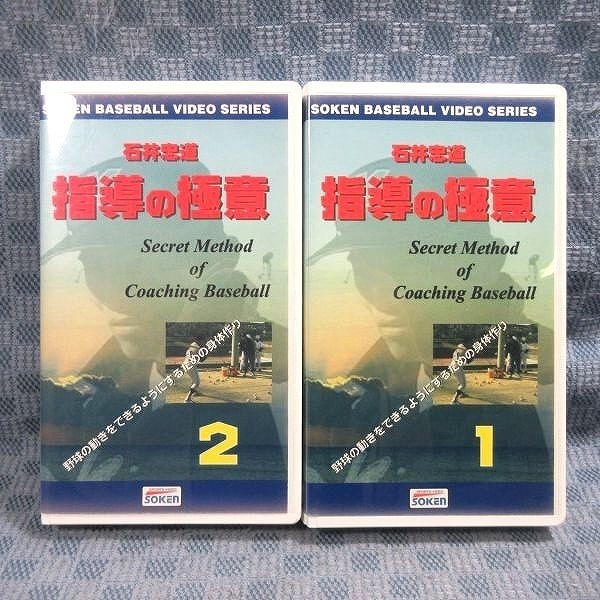 SOKEN BASEBALL VIDEO SERIES
石井忠道
指導の極意
Secret Method
of
Coaching Baseball
野球の動きをできるようにするための身体作り
2
SPORTS VIDEO
SOKEN
SOKEN BASEBALL VIDEO SERIES
石井忠道
指導の極意
Secret Method
of
Coaching Baseball
野球の動きをできるようにするための身体作り
1
SPORTS VIDEO
SOKEN